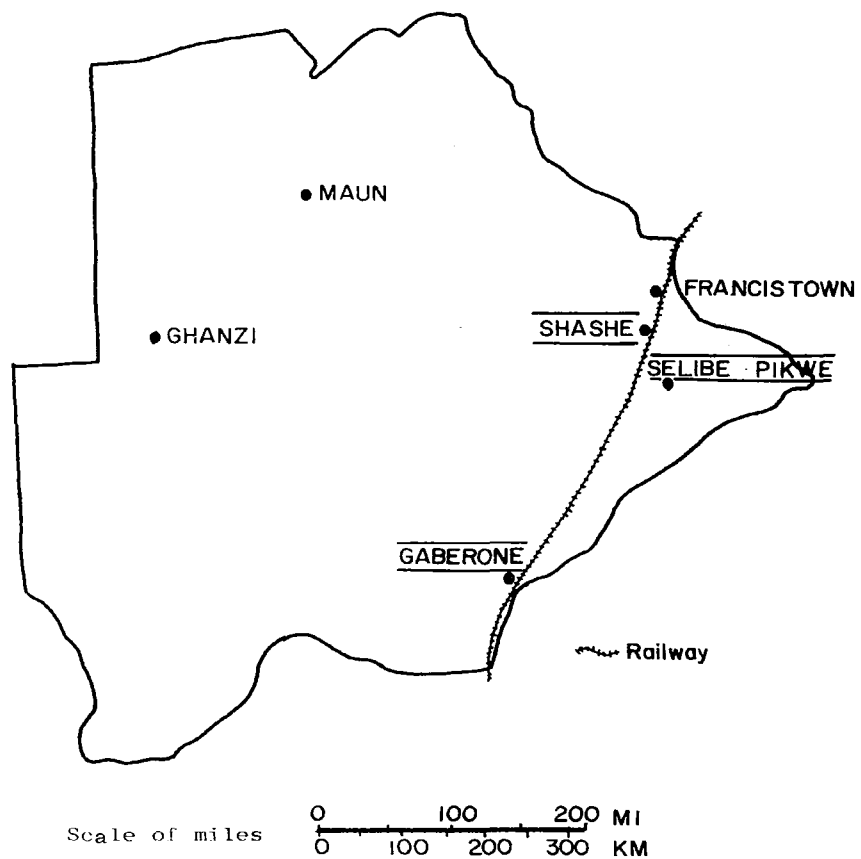 MAUN
FRANCISTOWN
SHASHE
GHANZI
SELIBE PIKWE
GABERONE
Railway
0 100 200 MI
Scale of miles
0 100 200 300 KM